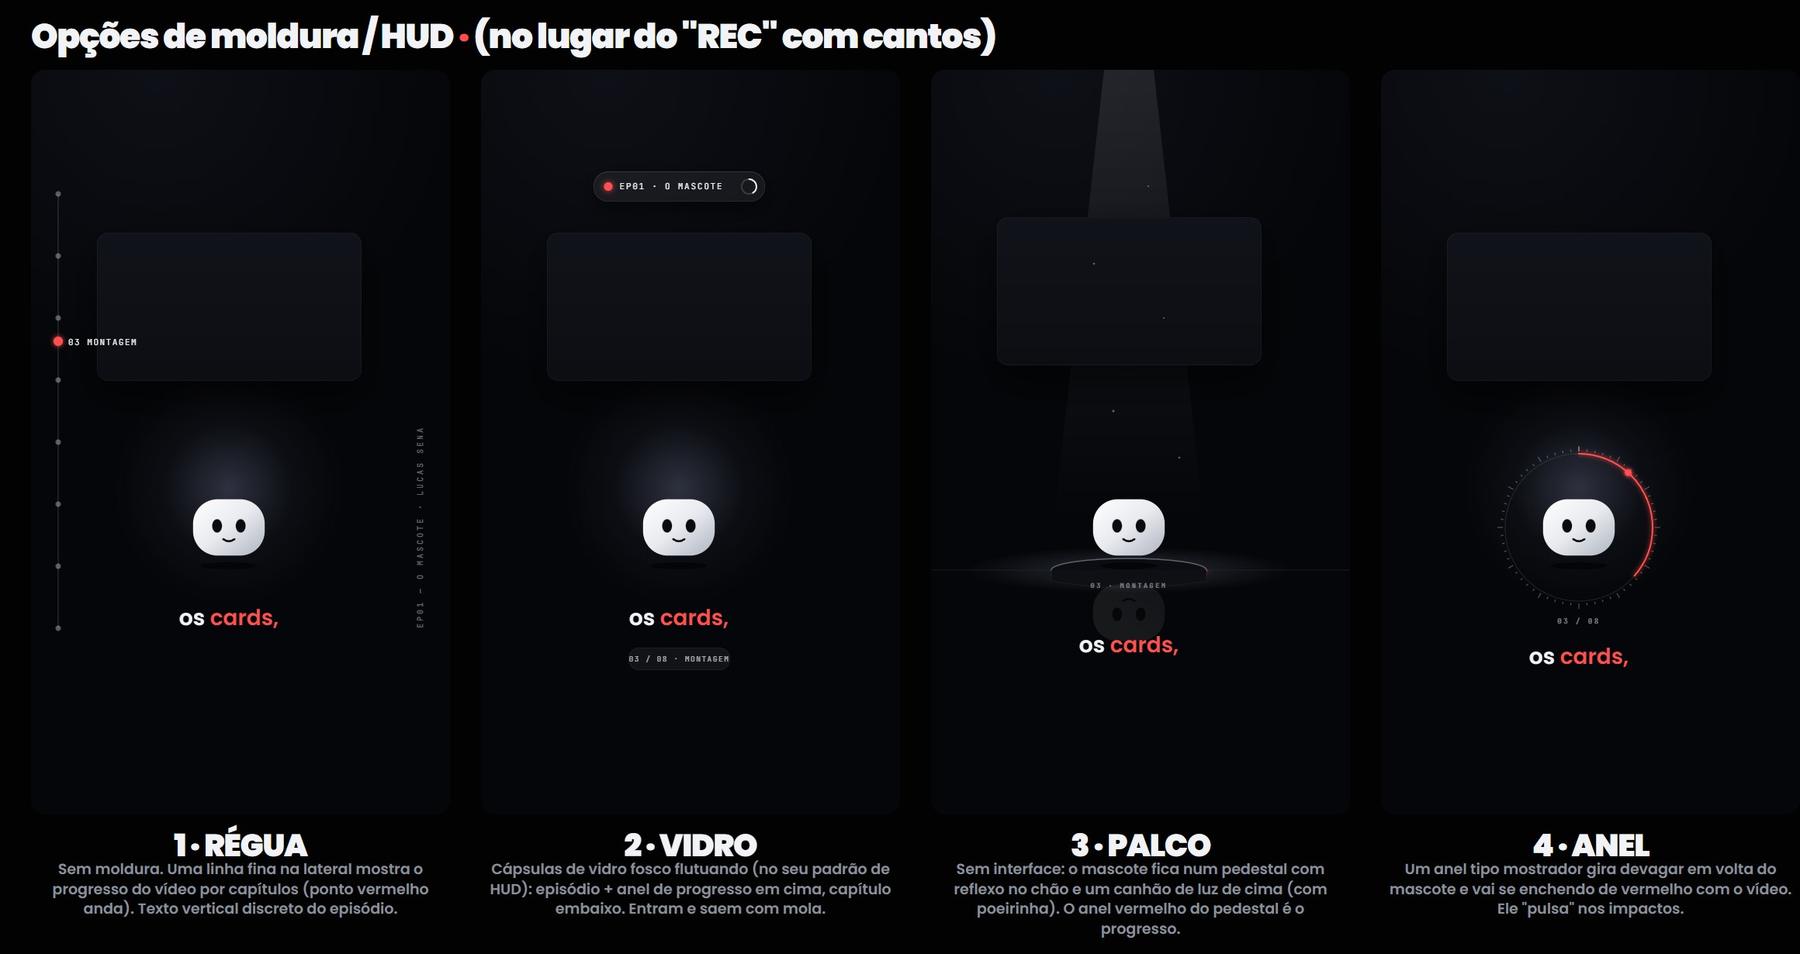 Opções de moldura / HUD • (no lugar do "REC" com cantos)
03 MONTAGEM
EP01 — O MASCOTE · LUCAS SENA
os cards,
1 • RÉGUA
Sem moldura. Uma linha fina na lateral mostra o
progresso do vídeo por capítulos (ponto vermelho
anda). Texto vertical discreto do episódio.
EP01 · O MASCOTE
os cards,
03 / 08 · MONTAGEM
2 • VIDRO
Cápsulas de vidro fosco flutuando (no seu padrão de
HUD): episódio + anel de progresso em cima, capítulo
embaixo. Entram e saem com mola.
03 · MONTAGEM
os cards,
3 • PALCO
Sem interface: o mascote fica num pedestal com
reflexo no chão e um canhão de luz de cima (com
poeirinha). O anel vermelho do pedestal é o
progresso.
03 / 08
os cards,
4 • ANEL
Um anel tipo mostrador gira devagar em volta do
mascote e vai se enchendo de vermelho com o vídeo.
Ele "pulsa" nos impactos.